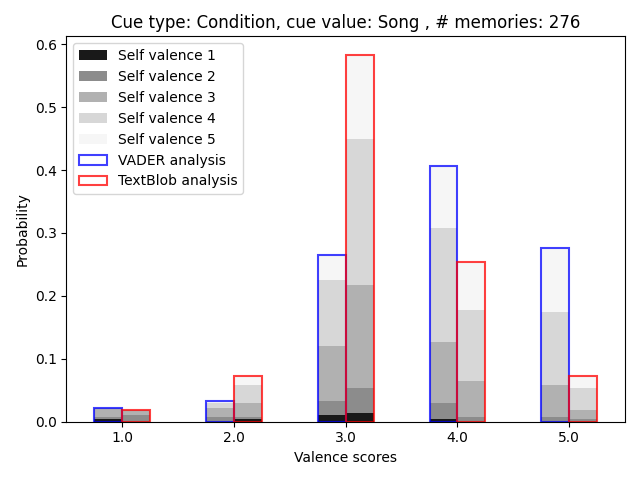 Cue type: Condition, cue value: Song , # memories: 276
Self valence 1
Self valence 2
Self valence 3
Self valence 4
Self valence 5
VADER analysis
TextBlob analysis
Probability
0.6
0.5
0.4
0.3
0.2
0.1
0.0
1.0 2.0 3.0 4.0 5.0
Valence scores